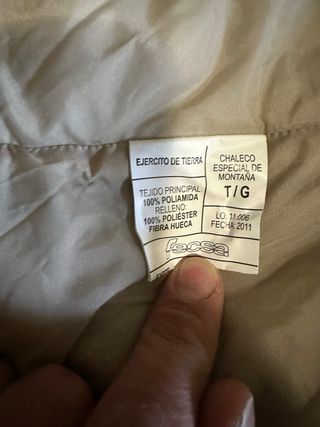 EJERCITO DE TIERRA
TEJIDO PRINCIPAL
100% POLIAMIDA
RELLENO:
100% POLIÉSTER
FIBRA HUECA
CHALECO
ESPECIAL DE
MONTAÑA
T/G
LO: 11.006
FECHA: 2011
fecsa